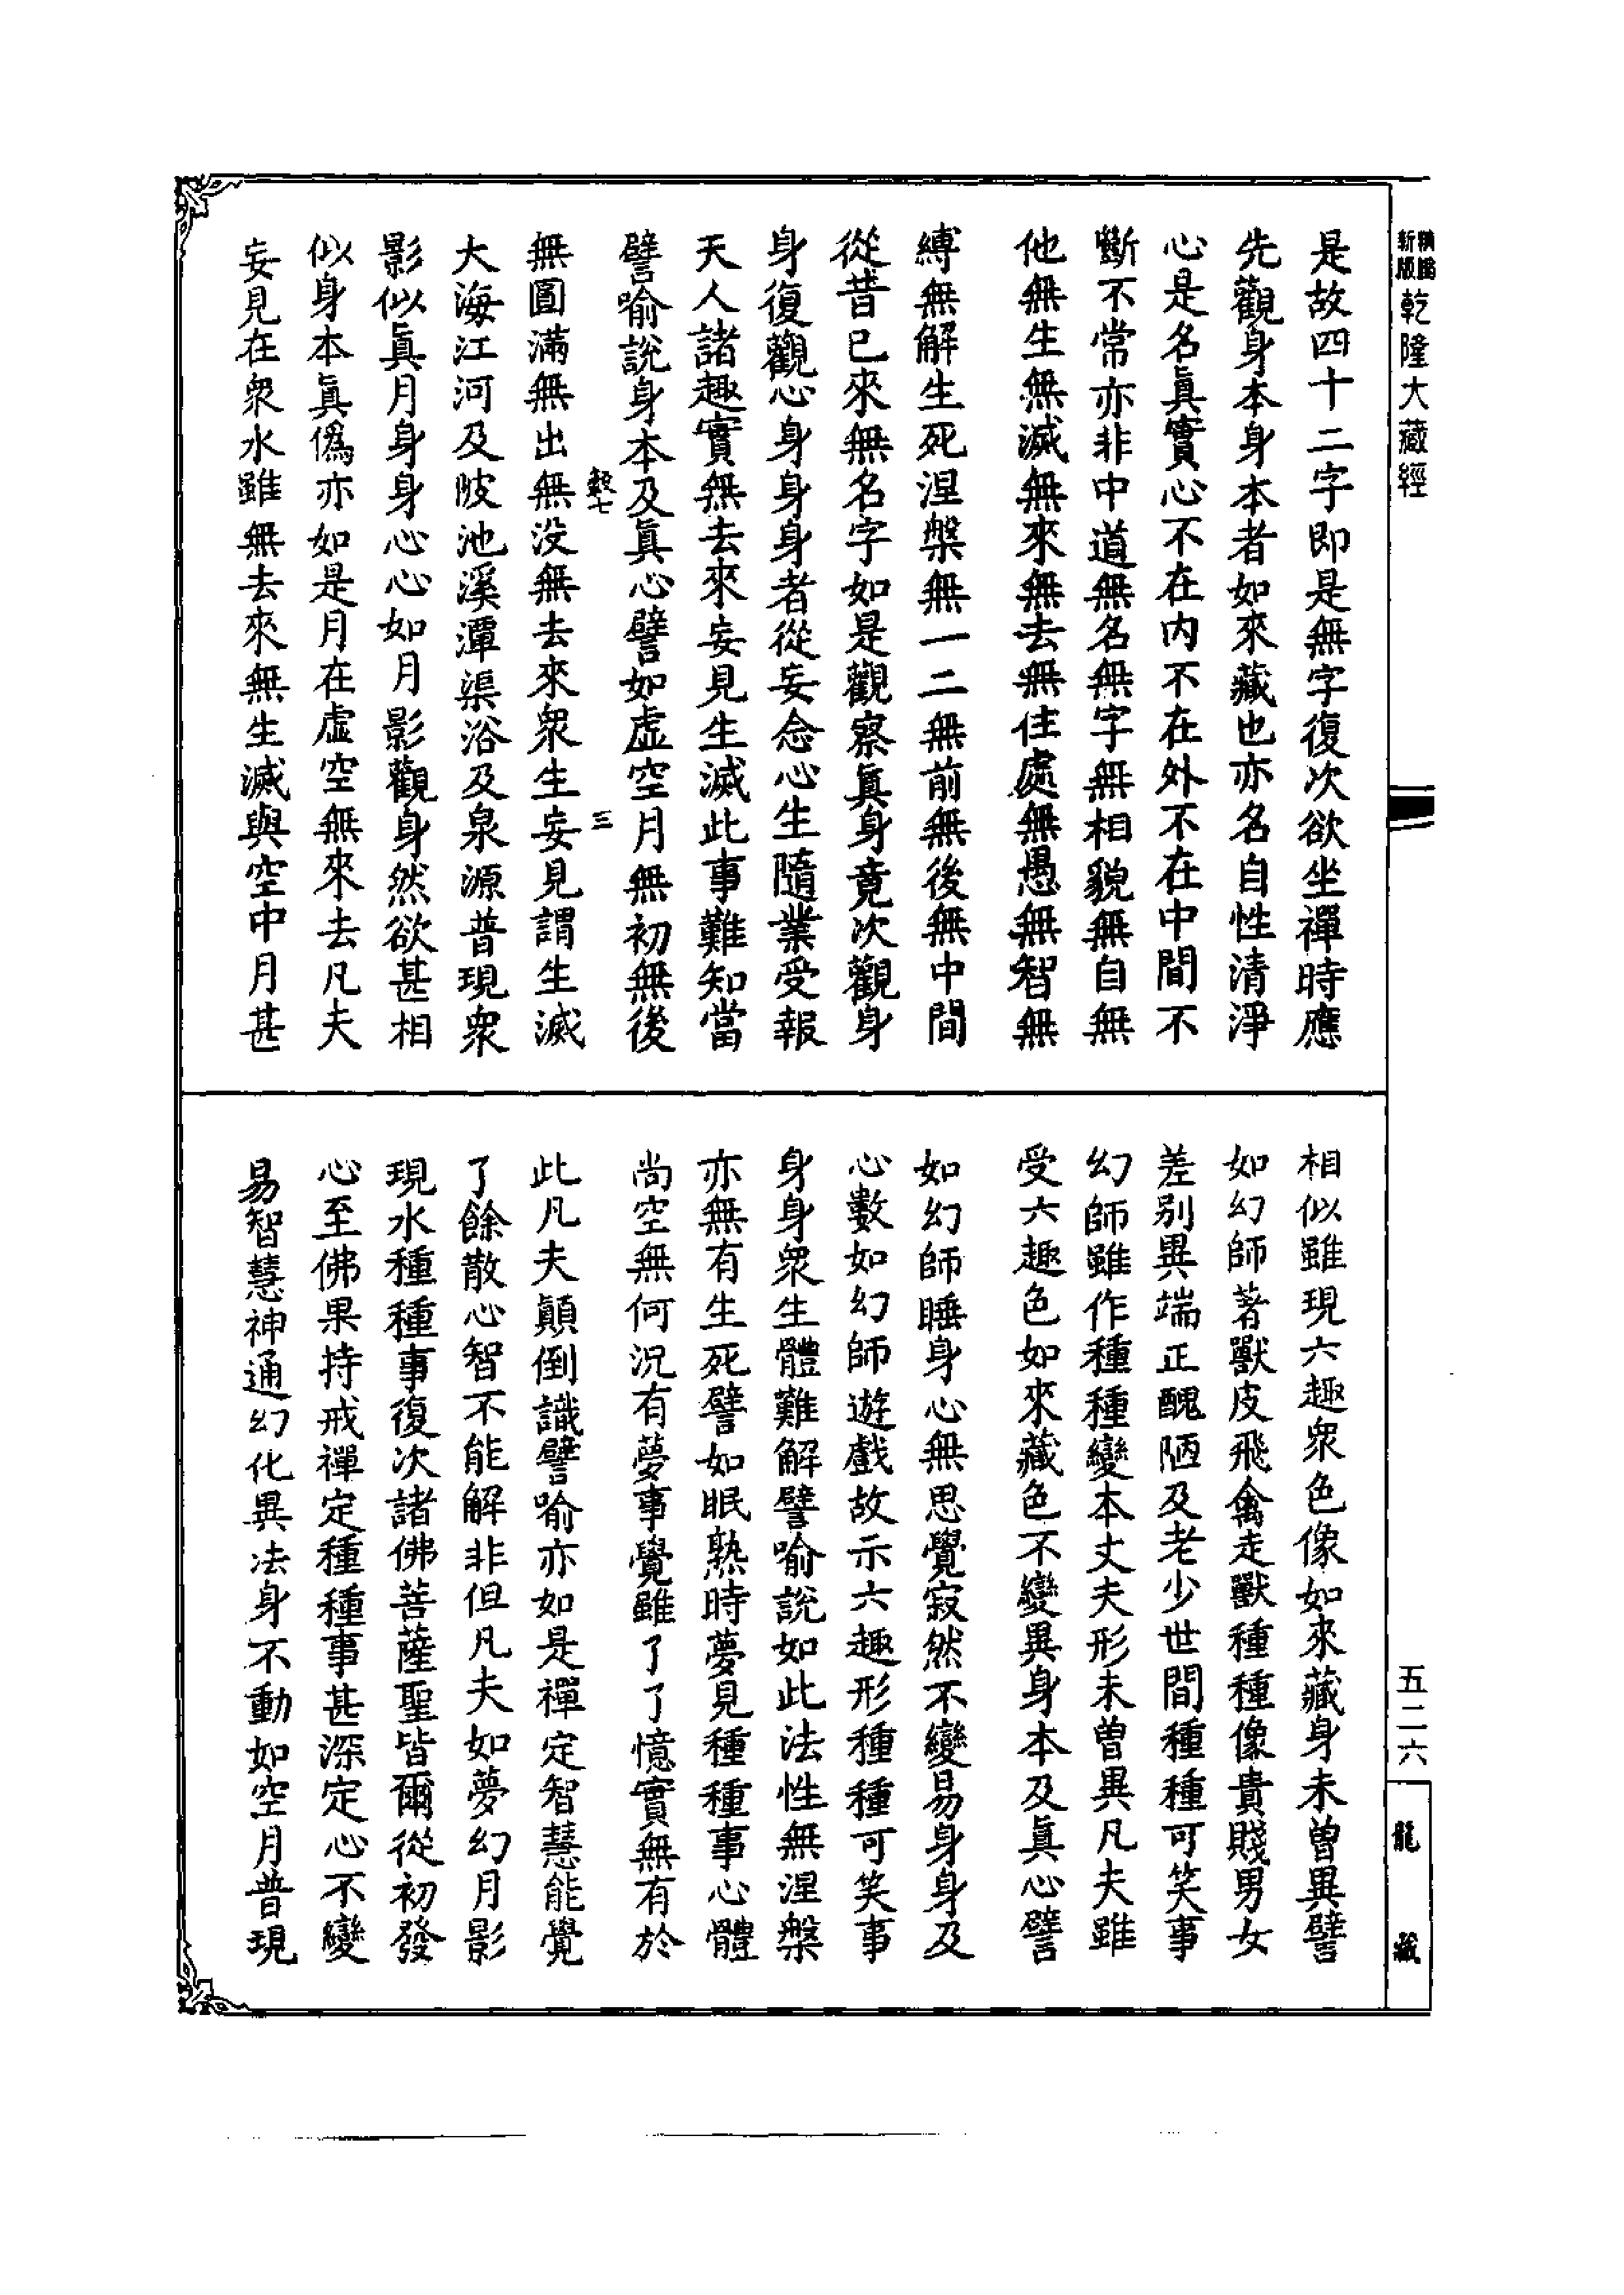 精縮
新版
乾隆大藏經
是故四十二字即是無字復次欲坐禪時應
先觀身本身本者如來藏也亦名自性清淨
心是名眞實心不在內不在外不在中間不
斷不常亦非中道無名無字無相貌無自無
他無生無滅無來無去無住處無愚無智無
縛無解生死涅槃無一二無前無後無中間
從昔已來無名字如是觀察眞身竟次觀身
身復觀心身身身者從妄念心生隨業受報
天人諸趣實無去來妄見生滅此事難知當
譬喻說身本及眞心譬如虛空月無初無後
三
無圓滿無出無沒無去來衆生妄見謂生滅
大海江河及陂池溪潭渠浴及泉源普現衆
影似眞月身身心心如月影觀身然欲甚相
似身本眞僞亦如是月在虛空無來去凡夫
妄見在衆水雖無去來無生滅與空中月甚
相似雖現六趣衆色像如來藏身未曾異譬
如幻師著獸皮飛禽走獸種種像貴賤男女
差別異端正醜陋及老少世間種種可笑事
幻師雖作種種變本丈夫形未曾異凡夫雖
受六趣色如來藏色不變異身本及眞心譬
如幻師睡身心無思覺寂然不變易身身及
心數如幻師遊戲故示六趣形種種可笑事
身身衆生體難解譬喻說如此法性無涅槃
亦無有生死譬如眠熟時夢見種種事心體
尚空無何況有夢事覺雖了了憶實無有於
此凡夫顛倒識譬喻亦如是禪定智慧能覺
了餘散心智不能解非但凡夫如夢幻月影
現水種種事復次諸佛菩薩聖皆爾從初發
心至佛果持戒禪定種種事甚深定心不變
易智慧神通幻化異法身不動如空月普現
五二六
龍藏